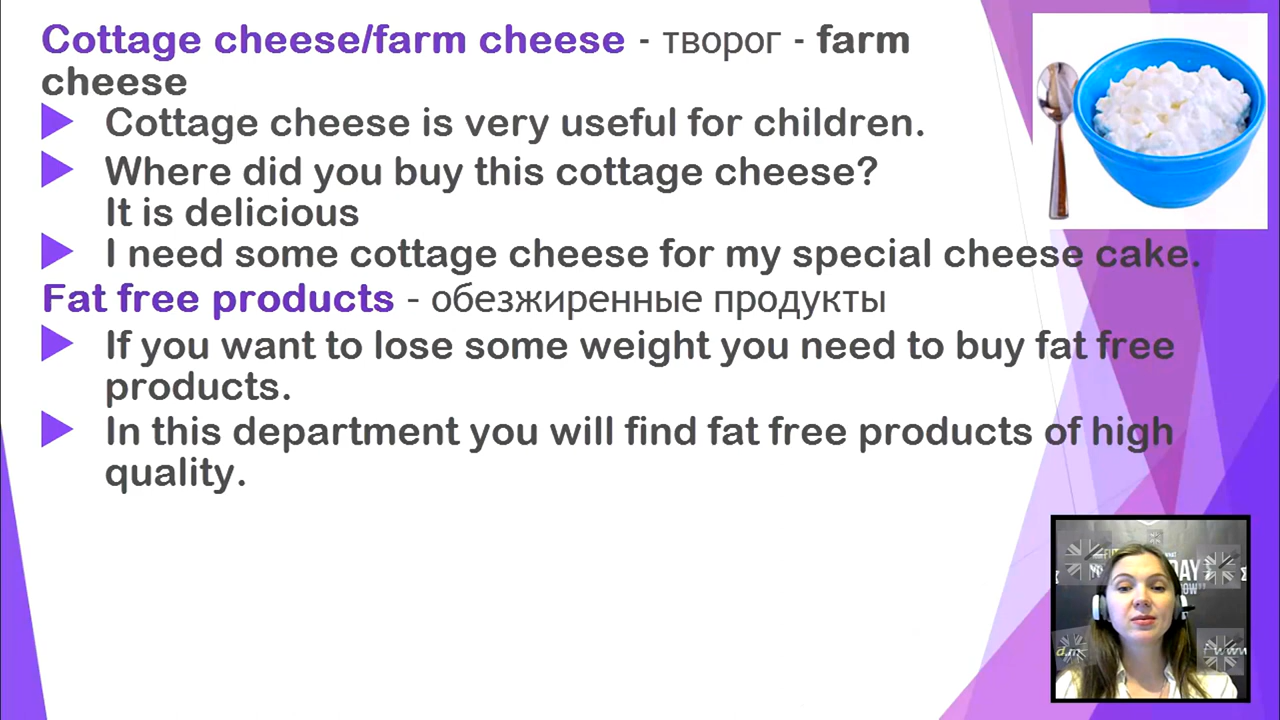 Cottage cheese/farm cheese - творог - farm
cheese
Cottage cheese is very useful for children.
Where did you buy this cottage cheese?
It is delicious
I need some cottage cheese for my special cheese cake.
Fat free products - обезжиренные продукты
If you want to lose some weight you need to buy fat free
products.
In this department you will find fat free products of high
quality.